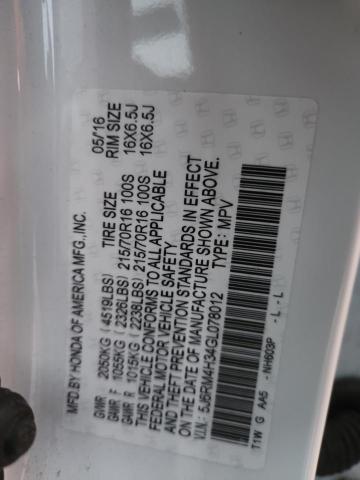 MFD.BY HONDA OF AMERICA MFG.,INC. 05/16
TIRE SIZE RIM SIZE
GVWR 2050KG ( 4519LBS)
GAWR F 1055KG ( 2326LBS) 215/70R16 100S 16X6.5J
GAWR R 1015KG ( 2238LBS) 215/70R16 100S 16X6.5J
THIS VEHICLE CONFORMS TO ALL APPLICABLE
FEDERAL MOTOR VEHICLE SAFETY
AND THEFT PREVENTION STANDARDS IN EFFECT
ON THE DATE OF MANUFACTURE SHOWN ABOVE.
V.I.N.: 5J6RM4H34GL079012 TYPE: MPV
T1W G AA5 -NH603P - L - L